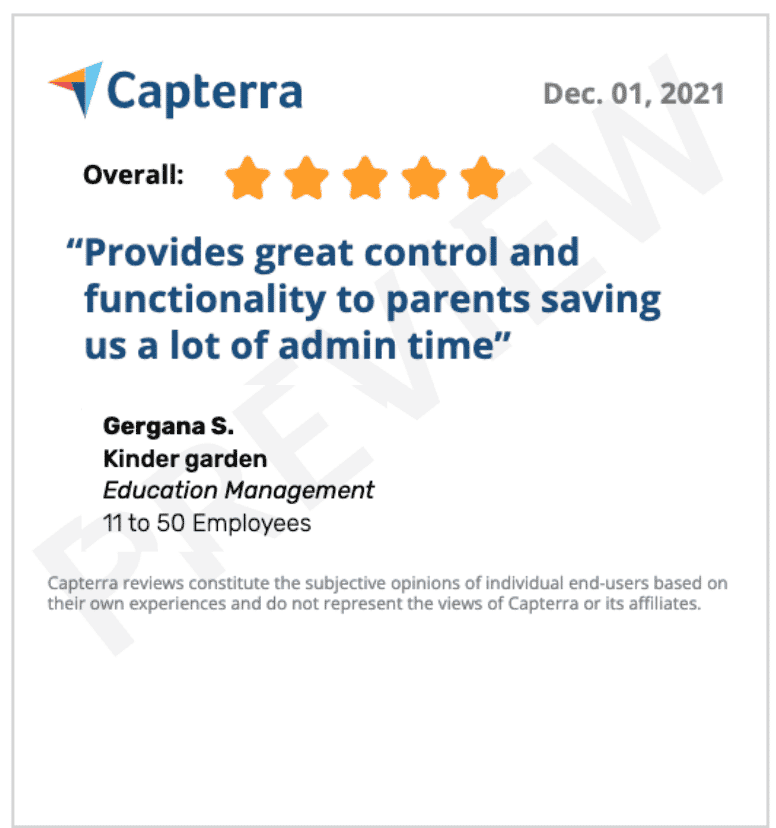 Capterra
Dec. 01, 2021
Overall:
“Provides great control and
functionality to parents saving
us a lot of admin time”
Gergana S.
Kinder garden
Education Management
11 to 50 Employees
Capterra reviews constitute the subjective opinions of individual end-users based on
their own experiences and do not represent the views of Capterra or its affiliates.
PREVIEW